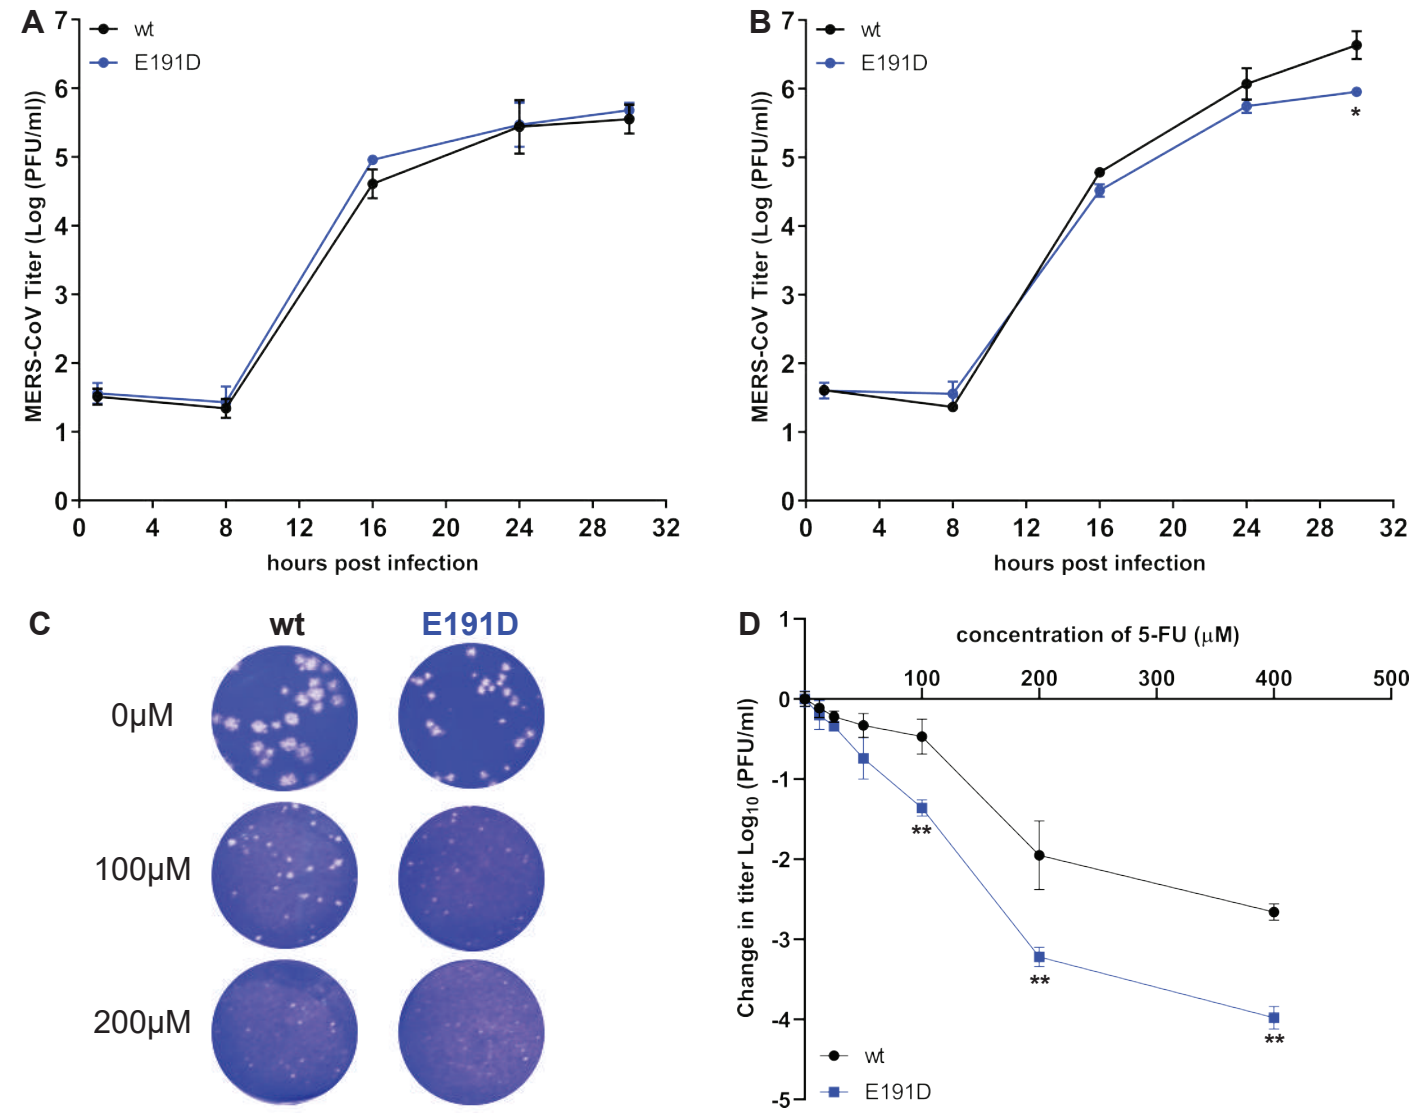 A
wt
E191D
MERS-CoV Titer (Log (PFU/ml))
7
6
5
4
3
2
1
0
0 4 8 12 16 20 24 28 32
hours post infection
B
wt
E191D
MERS-CoV Titer (Log (PFU/ml))
7
6
5
4
3
2
1
0
*
0 4 8 12 16 20 24 28 32
hours post infection
C
wt E191D
0µM
100µM
200µM
D
concentration of 5-FU (µM)
100 200 300 400 500
Change in titer Log10 (PFU/ml)
1
0
-1
-2
-3
-4
-5
**
**
**
wt
E191D